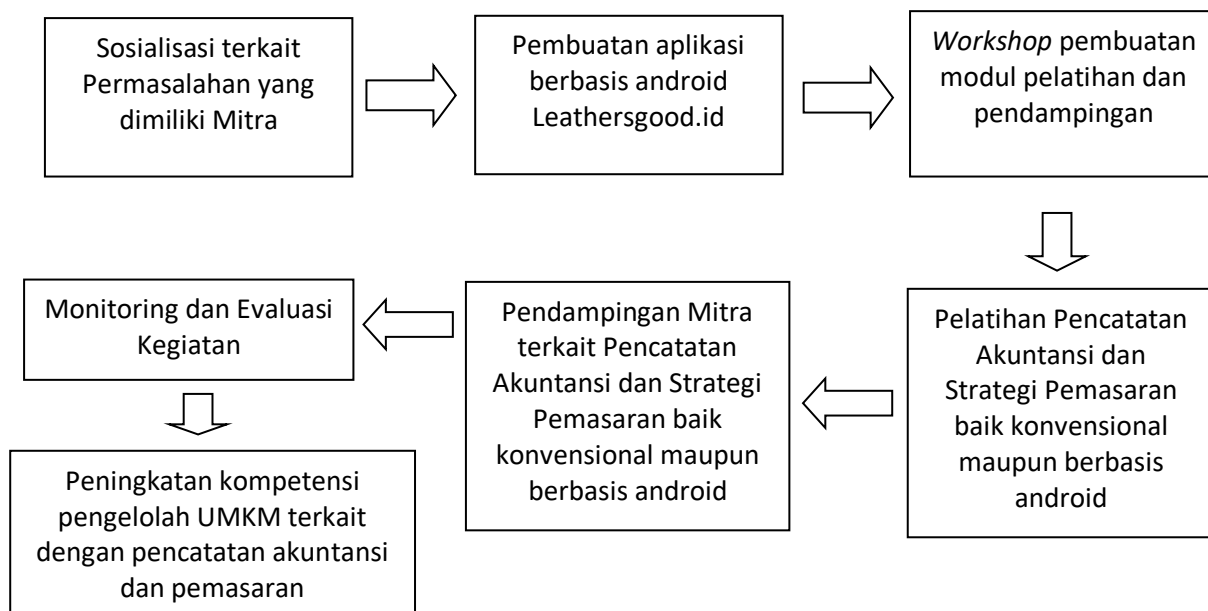 Sosialisasi terkait
Permasalahan yang
dimiliki Mitra
Pembuatan aplikasi
berbasis android
Leathersgood.id
Workshop pembuatan
modul pelatihan dan
pendampingan
Pelatihan Pencatatan
Akuntansi dan
Strategi Pemasaran
baik konvensional
maupun berbasis
android
Pendampingan Mitra
terkait Pencatatan
Akuntansi dan Strategi
Pemasaran baik
konvensional maupun
berbasis android
Monitoring dan Evaluasi
Kegiatan
Peningkatan kompetensi
pengelolah UMKM terkait
dengan pencatatan akuntansi
dan pemasaran